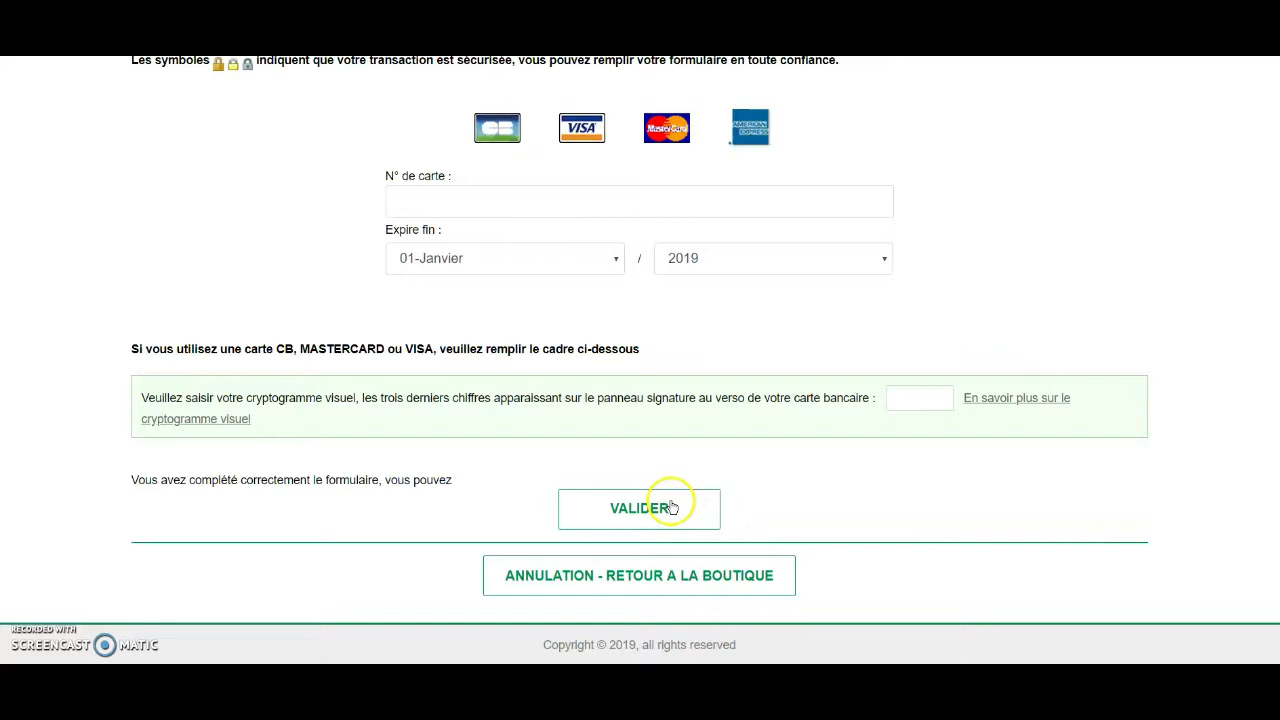 Les symboles indiquent que votre transaction est sécurisée, vous pouvez remplir votre formulaire en toute confiance.
CB
VISA
MasterCard
AMERICAN
EXPRESS
N° de carte :
Expire fin :
01-Janvier / 2019
Si vous utilisez une carte CB, MASTERCARD ou VISA, veuillez remplir le cadre ci-dessous
Veuillez saisir votre cryptogramme visuel, les trois derniers chiffres apparaissant sur le panneau signature au verso de votre carte bancaire : En savoir plus sur le
cryptogramme visuel
Vous avez complété correctement le formulaire, vous pouvez
VALIDER
ANNULATION - RETOUR A LA BOUTIQUE
RECORDED WITH
SCREENCAST MATIC
Copyright © 2019, all rights reserved